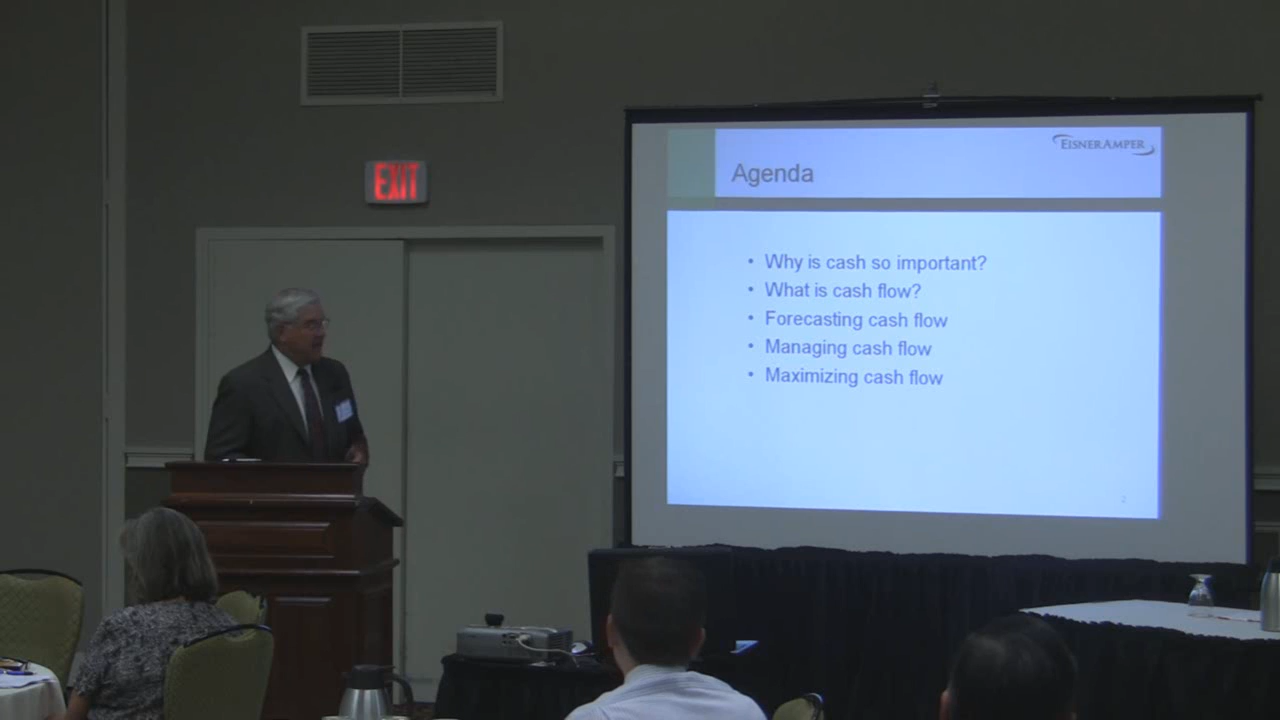 EXIT
EISNERAMPER
Agenda
• Why is cash so important?
• What is cash flow?
• Forecasting cash flow
• Managing cash flow
• Maximizing cash flow
2